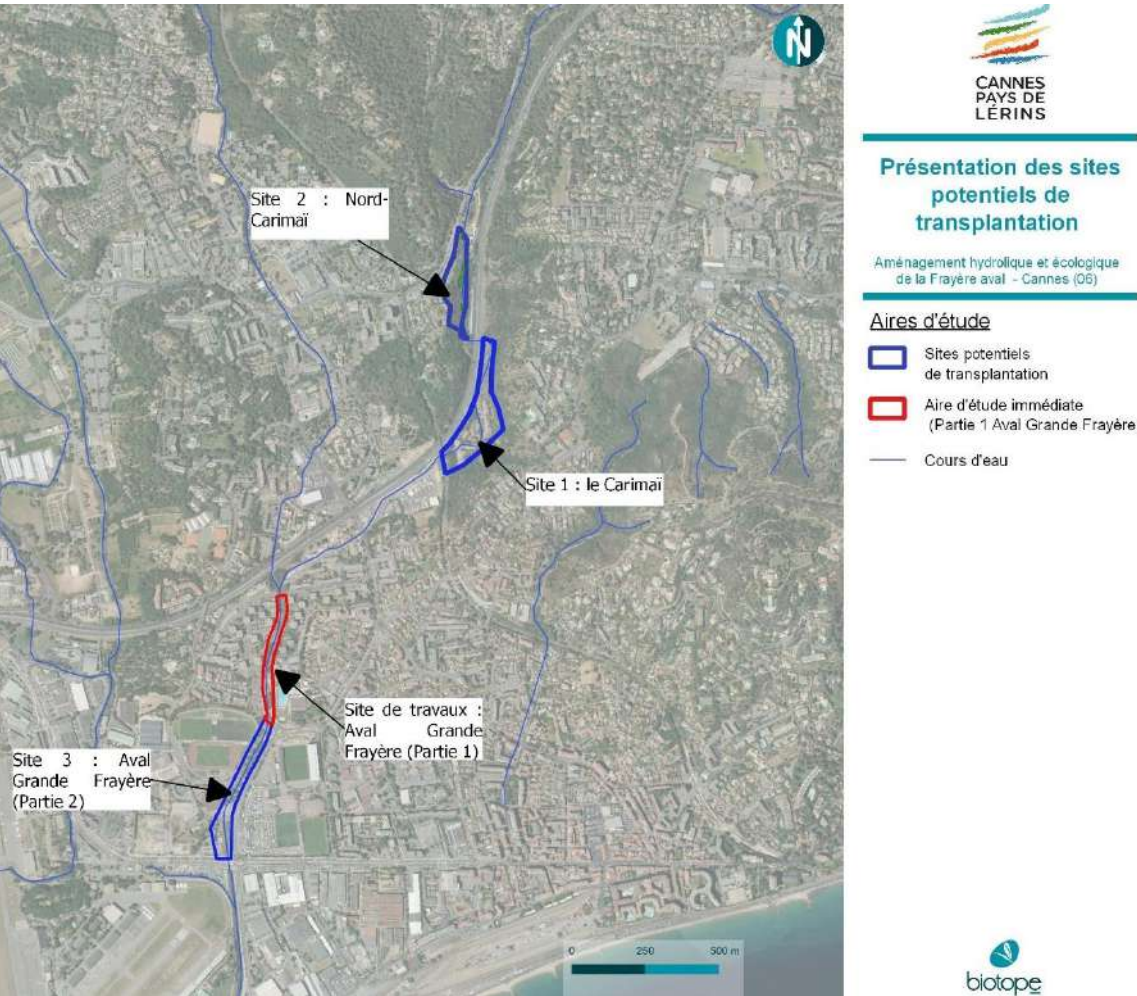 N
Site 2 : Nord-
Carimaï
Site 1 : le Carimaï
Site de travaux :
Aval Grande
Frayère (Partie 1)
Site 3 : Aval
Grande Frayère
(Partie 2)
0 250 500 m
CANNES
PAYS DE
LÉRINS
Présentation des sites
potentiels de
transplantation
Aménagement hydrolique et écologique
de la Frayère aval - Cannes (06)
Aires d'étude
Sites potentiels
de transplantation
Aire d'étude immédiate
(Partie 1 Aval Grande Frayère
Cours d'eau
biotope